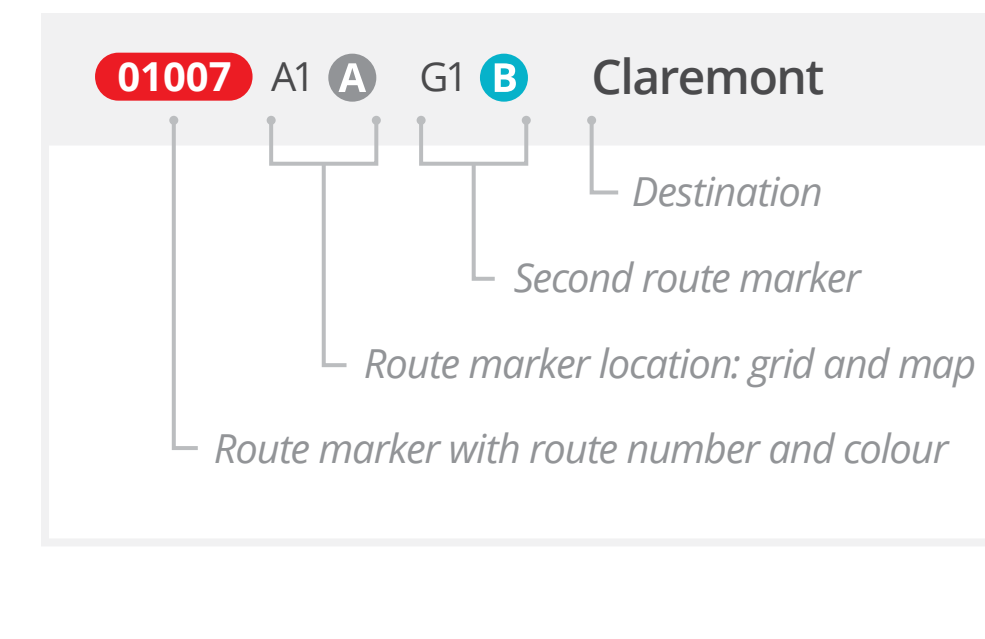 01007 A1 A G1 B Claremont
Destination
Second route marker
Route marker location: grid and map
Route marker with route number and colour